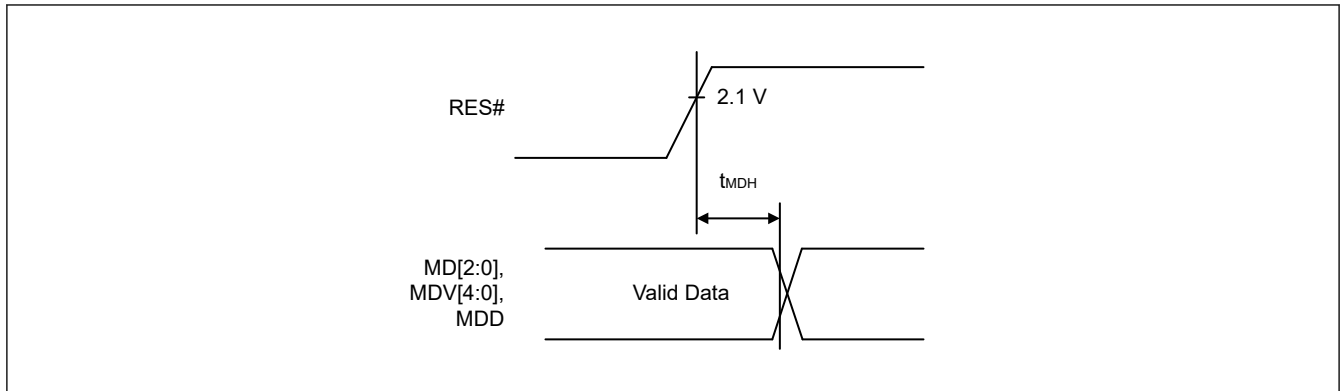 RES#
2.1 V
tMDH
MD[2:0],
MDV[4:0],
MDD
Valid Data